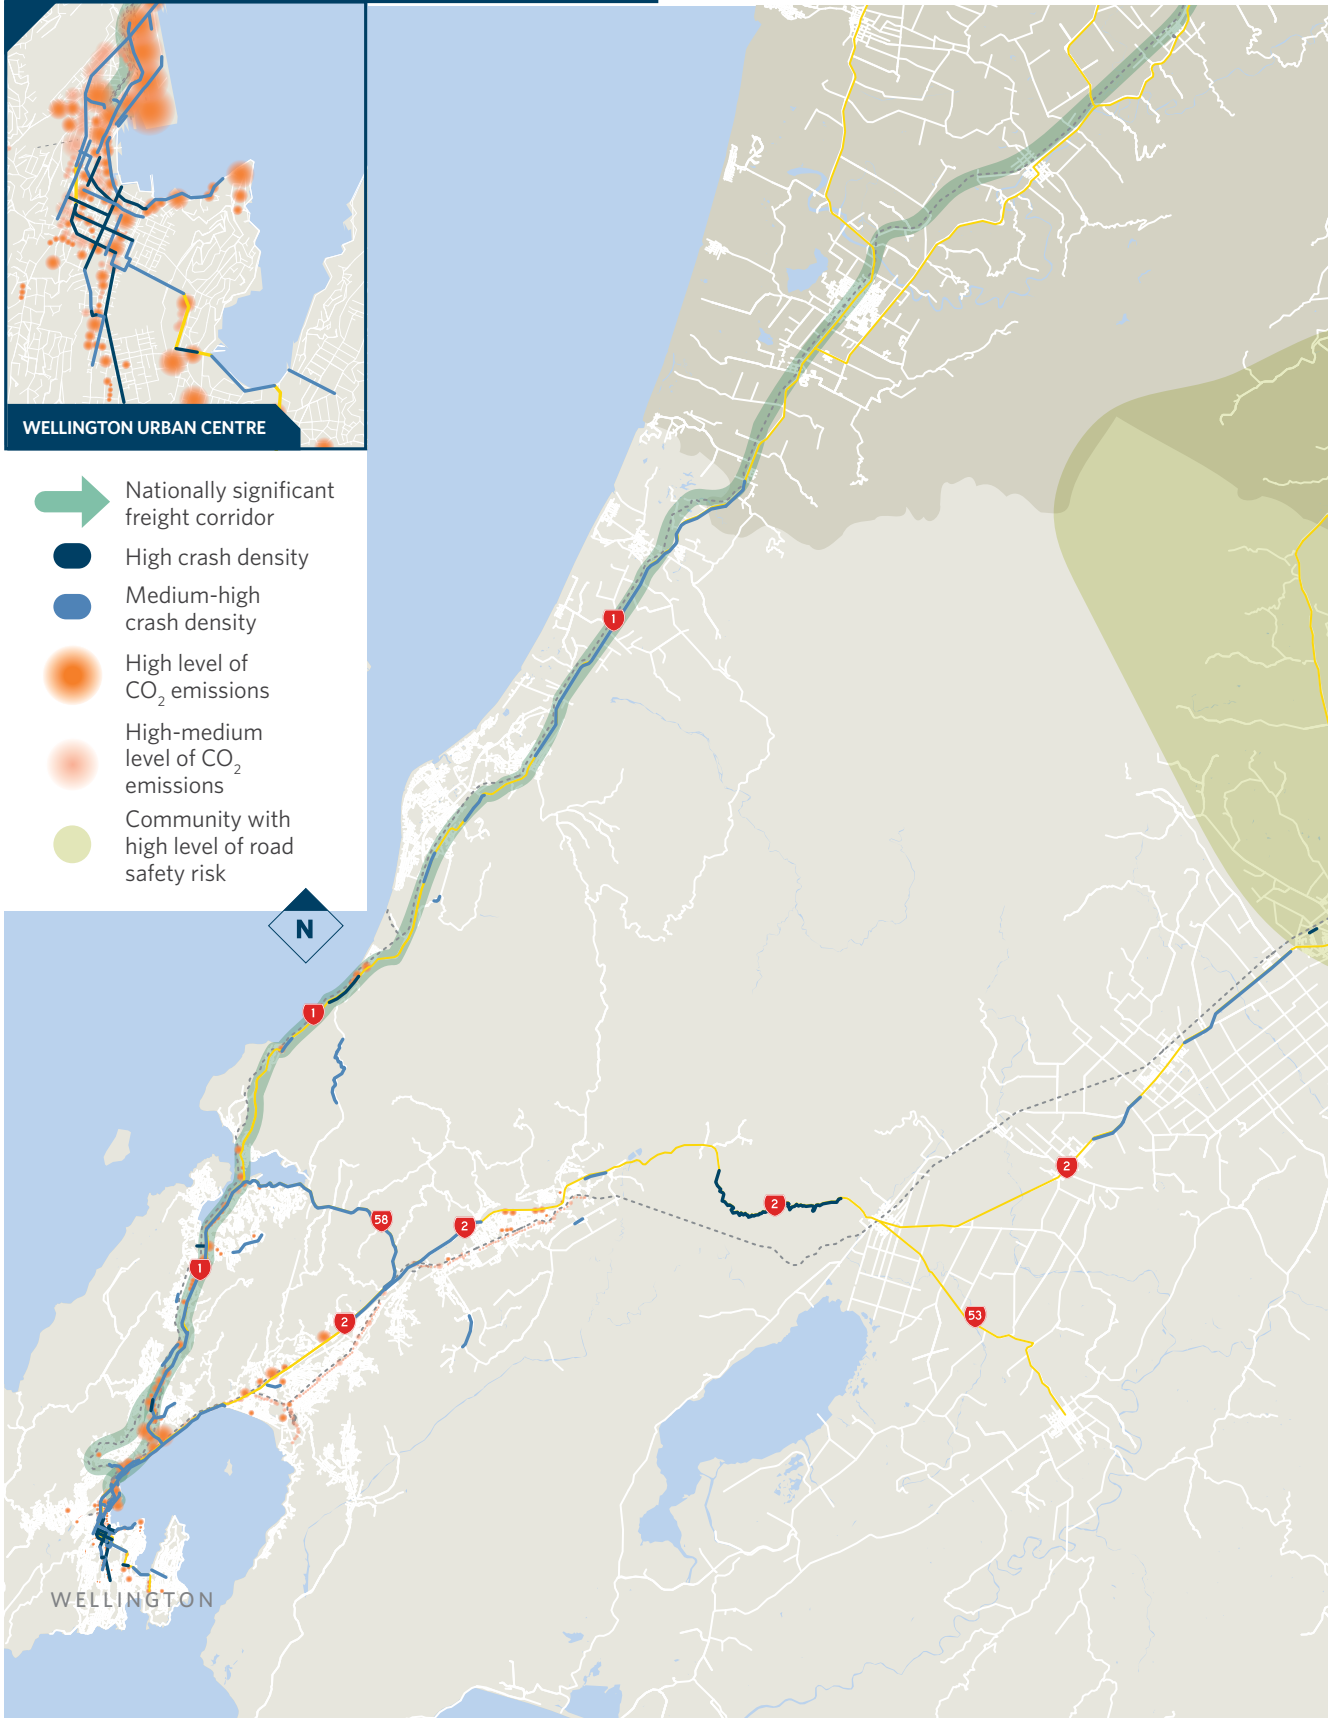 WELLINGTON URBAN CENTRE
Nationally significant
freight corridor
High crash density
Medium-high
crash density
High level of
CO2 emissions
High-medium
level of CO2
emissions
Community with
high level of road
safety risk
N
1
1
2
2
58
2
1
53
2
WELLINGTON